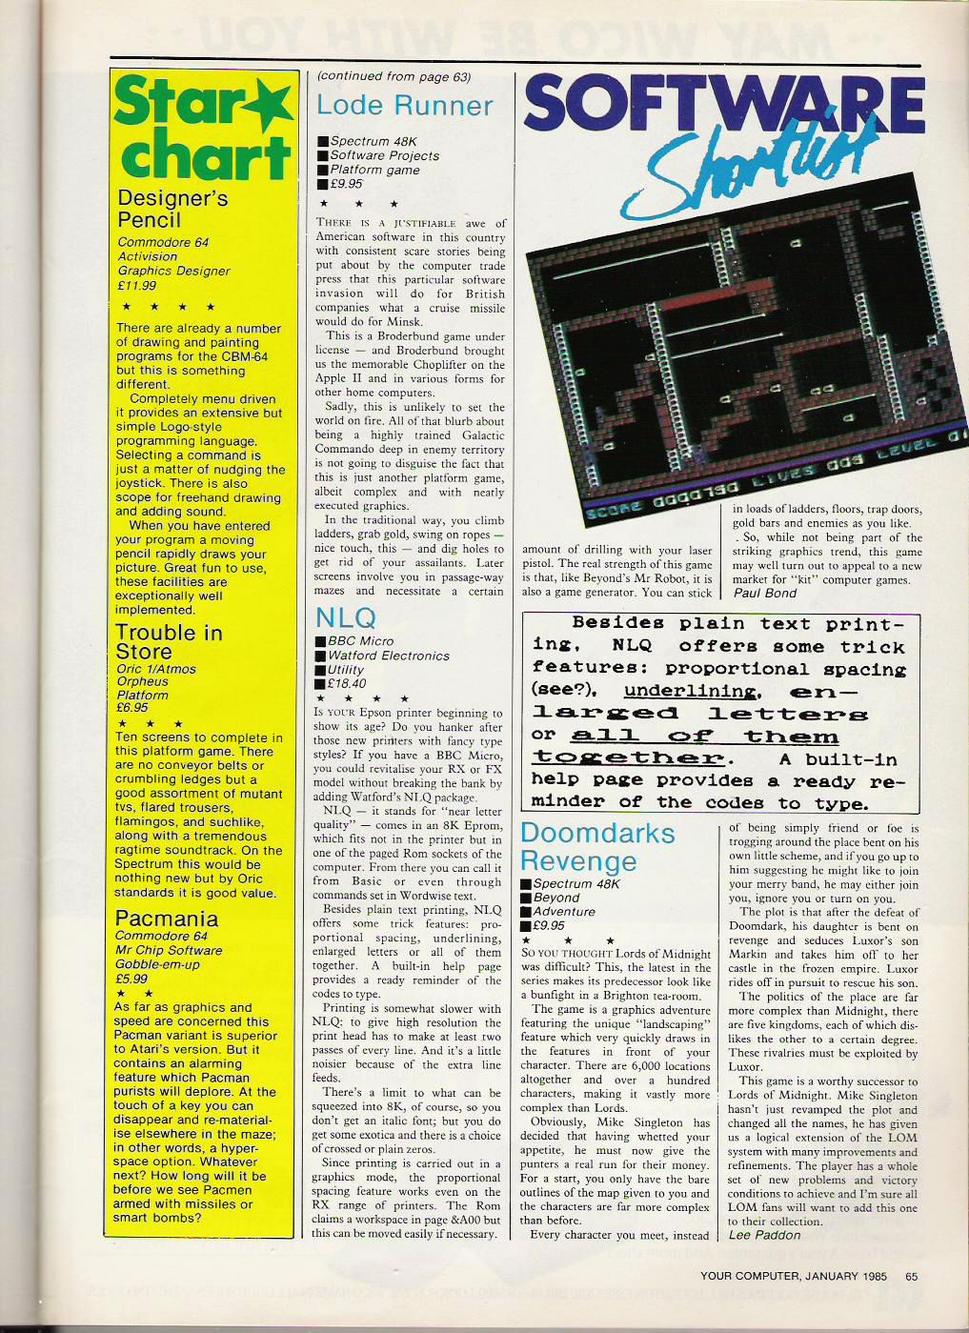 Star
chart
Designer's
Pencil
Commodore 64
Activision
Graphics Designer
£11.99
★ ★ ★ ★
There are already a number
of drawing and painting
programs for the CBM-64
but this is something
different.
Completely menu driven
it provides an extensive but
simple Logo-style
programming language.
Selecting a command is
just a matter of nudging the
joystick. There is also
scope for freehand drawing
and adding sound.
When you have entered
your program a moving
pencil rapidly draws your
picture. Great fun to use,
these facilities are
exceptionally well
implemented.
Trouble in
Store
Oric 1/Atmos
Orpheus
Platform
£6.95
★ ★ ★
Ten screens to complete in
this platform game. There
are no conveyor belts or
crumbling ledges but a
good assortment of mutant
tvs, flared trousers,
flamingos, and suchlike,
along with a tremendous
ragtime soundtrack. On the
Spectrum this would be
nothing new but by Oric
standards it is good value.
Pacmania
Commodore 64
Mr Chip Software
Gobble-em-up
£5.99
★ ★
As far as graphics and
speed are concerned this
Pacman variant is superior
to Atari's version. But it
contains an alarming
feature which Pacman
purists will deplore. At the
touch of a key you can
disappear and re-material-
ise elsewhere in the maze;
in other words, a hyper-
space option. Whatever
next? How long will it be
before we see Pacmen
armed with missiles or
smart bombs?
(continued from page 63)
Lode Runner
■ Spectrum 48K
■ Software Projects
■ Platform game
■ £9.95
★ ★ ★
THERE IS A JUSTIFIABLE awe of
American software in this country
with consistent scare stories being
put about by the computer trade
press that this particular software
invasion will do for British
companies what a cruise missile
would do for Minsk.
This is a Broderbund game under
license — and Broderbund brought
us the memorable Choplifter on the
Apple II and in various forms for
other home computers.
Sadly, this is unlikely to set the
world on fire. All of that blurb about
being a highly trained Galactic
Commando deep in enemy territory
is not going to disguise the fact that
this is just another platform game,
albeit complex and with neatly
executed graphics.
In the traditional way, you climb
ladders, grab gold, swing on ropes —
nice touch, this — and dig holes to
get rid of your assailants. Later
screens involve you in passage-way
mazes and necessitate a certain
SOFTWARE
Shortlist
SCORE 0000750 LIVES 005 LEVEL 01
amount of drilling with your laser
pistol. The real strength of this game
is that, like Beyond's Mr Robot, it is
also a game generator. You can stick
in loads of ladders, floors, trap doors,
gold bars and enemies as you like.
. So, while not being part of the
striking graphics trend, this game
may well turn out to appeal to a new
market for "kit" computer games.
Paul Bond
NLQ
■ BBC Micro
■ Watford Electronics
■ Utility
■ £18.40
★ ★ ★ ★
IS YOUR Epson printer beginning to
show its age? Do you hanker after
those new printers with fancy type
styles? If you have a BBC Micro,
you could revitalise your RX or FX
model without breaking the bank by
adding Watford's NLQ package.
NLQ — it stands for "near letter
quality" — comes in an 8K Eprom,
which fits not in the printer but in
one of the paged Rom sockets of the
computer. From there you can call it
from Basic or even through
commands set in Wordwise text.
Besides plain text printing, NLQ
offers some trick features: pro-
portional spacing, underlining,
enlarged letters or all of them
together. A built-in help page
provides a ready reminder of the
codes to type.
Printing is somewhat slower with
NLQ: to give high resolution the
print head has to make at least two
passes of every line. And it's a little
noisier because of the extra line
feeds.
There's a limit to what can be
squeezed into 8K, of course, so you
don't get an italic font; but you do
get some exotica and there is a choice
of crossed or plain zeros.
Since printing is carried out in a
graphics mode, the proportional
spacing feature works even on the
RX range of printers. The Rom
claims a workspace in page &A00 but
this can be moved easily if necessary.
Besides plain text print-
ing, NLQ offers some trick
features: proportional spacing
(see?), underlining, en-
larged letters
or all of them
together. A built-in
help page provides a ready re-
minder of the codes to type.
Doomdarks
Revenge
■ Spectrum 48K
■ Beyond
■ Adventure
■ £9.95
★ ★ ★
SO YOU THOUGHT Lords of Midnight
was difficult? This, the latest in the
series makes its predecessor look like
a bunfight in a Brighton tea-room.
The game is a graphics adventure
featuring the unique "landscaping"
feature which very quickly draws in
the features in front of your
character. There are 6,000 locations
altogether and over a hundred
characters, making it vastly more
complex than Lords.
Obviously, Mike Singleton has
decided that having whetted your
appetite, he must now give the
punters a real run for their money.
For a start, you only have the bare
outlines of the map given to you and
the characters are far more complex
than before.
Every character you meet, instead
of being simply friend or foe is
trogging around the place bent on his
own little scheme, and if you go up to
him suggesting he might like to join
your merry band, he may either join
you, ignore you or turn on you.
The plot is that after the defeat of
Doomdark, his daughter is bent on
revenge and seduces Luxor's son
Markin and takes him off to her
castle in the frozen empire. Luxor
rides off in pursuit to rescue his son.
The politics of the place are far
more complex than Midnight, there
are five kingdoms, each of which dis-
likes the other to a certain degree.
These rivalries must be exploited by
Luxor.
This game is a worthy successor to
Lords of Midnight. Mike Singleton
hasn't just revamped the plot and
changed all the names, he has given
us a logical extension of the LOM
system with many improvements and
refinements. The player has a whole
set of new problems and victory
conditions to achieve and I'm sure all
LOM fans will want to add this one
to their collection.
Lee Paddon
YOUR COMPUTER, JANUARY 1985 65